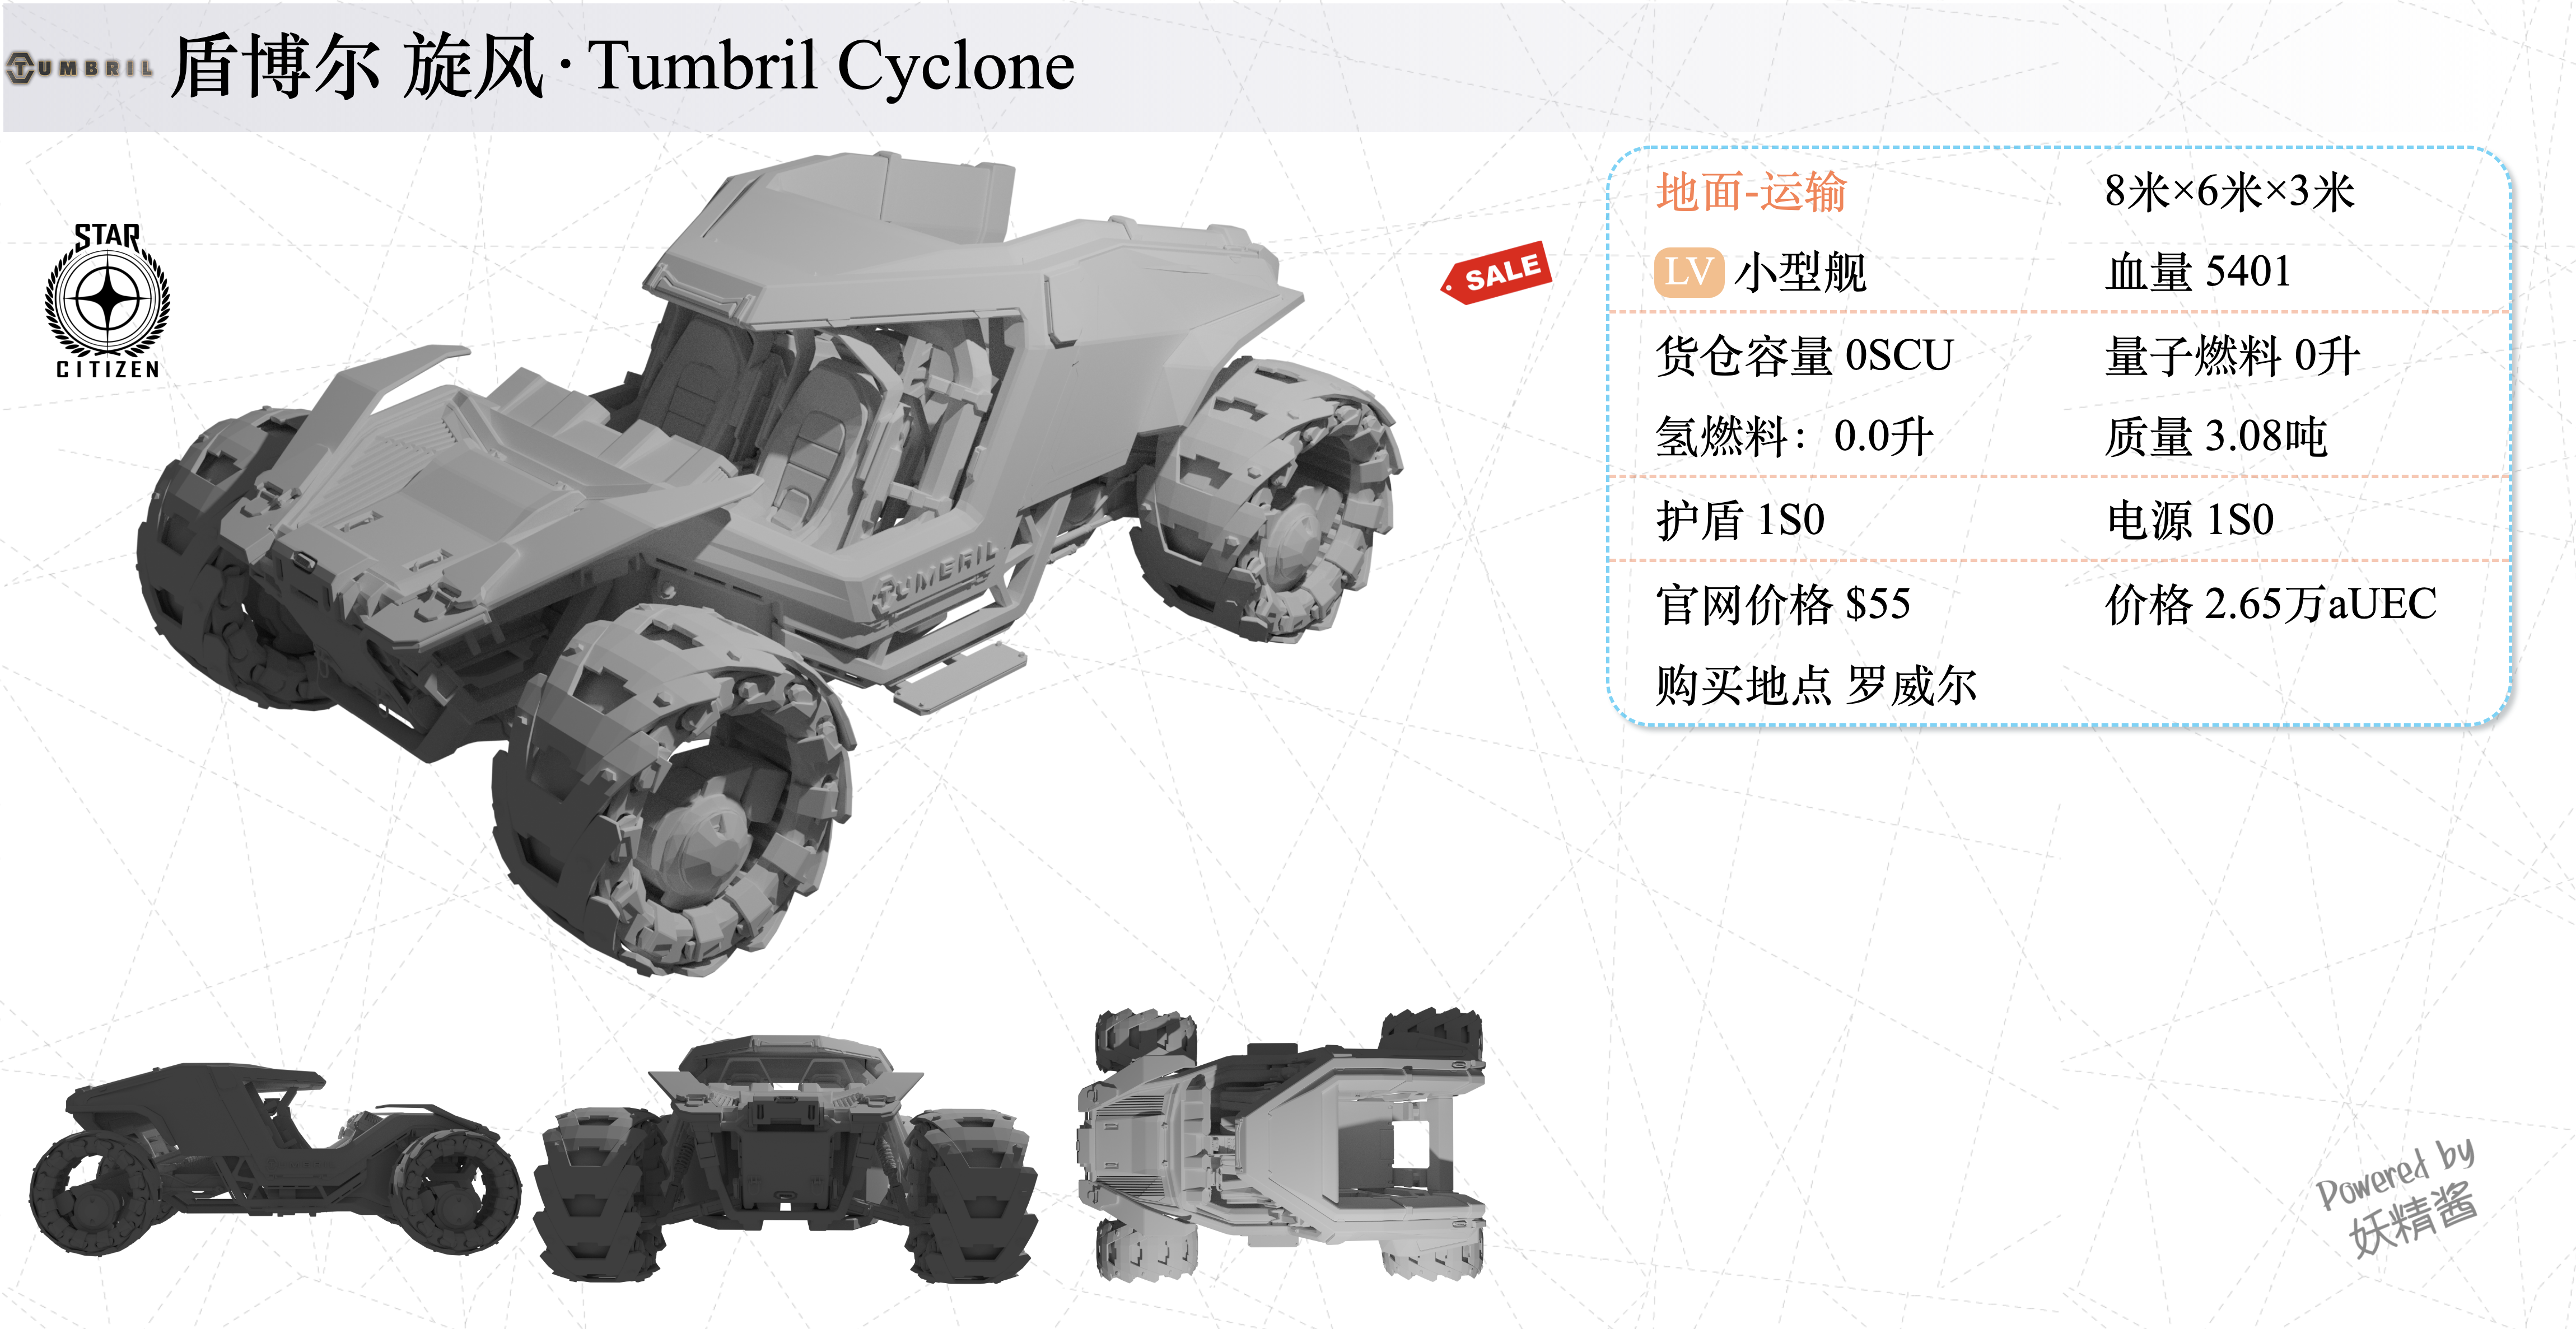 TUMBRIL 盾博尔 旋风·Tumbril Cyclone
STAR
CITIZEN
SALE
地面-运输 8米×6米×3米
LV 小型舰 血量 5401
货仓容量 0SCU 量子燃料 0升
氢燃料：0.0升 质量 3.08吨
护盾 1S0 电源 1S0
官网价格 $55 价格 2.65万aUEC
购买地点 罗威尔
TUMBRIL
Powered by
妖精酱